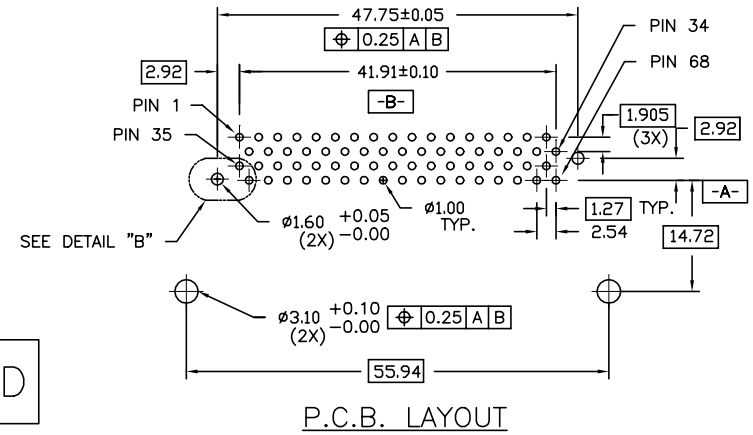 47.75±0.05
⌖ 0.25 A B
PIN 34
2.92
41.91±0.10
PIN 68
-B-
PIN 1
1.905
(3X)
2.92
PIN 35
-A-
ø1.60 +0.05 -0.00
(2X)
ø1.00
TYP.
1.27 TYP.
2.54
SEE DETAIL "B"
14.72
ø3.10 +0.10 -0.00
(2X)
⌖ 0.25 A B
D
55.94
P.C.B. LAYOUT